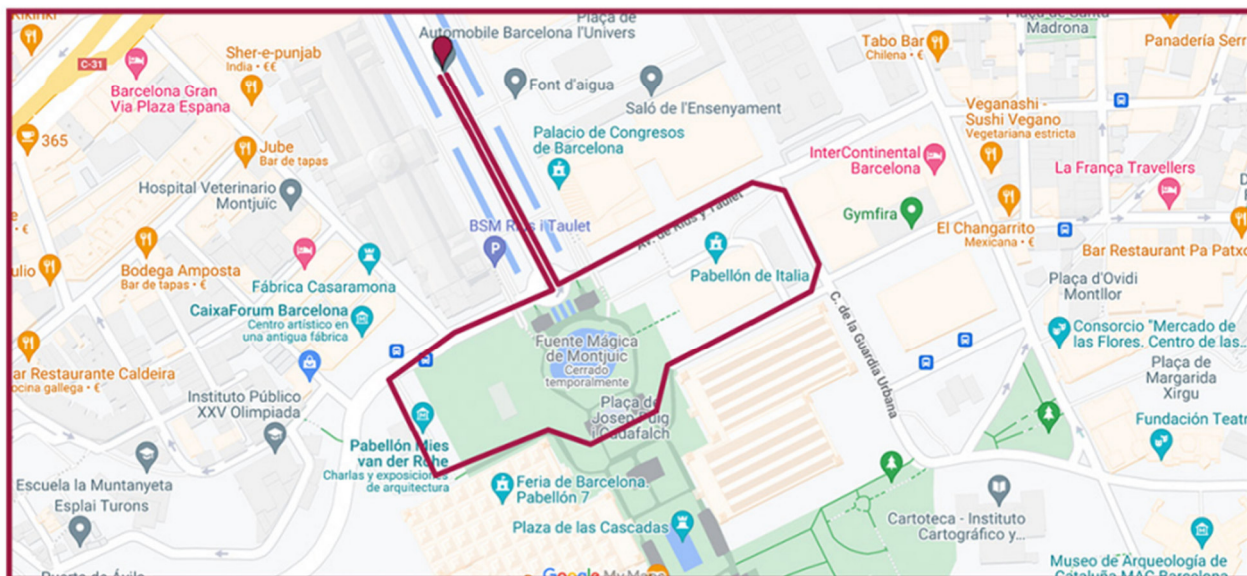 Kikinki
C-31
Barcelona Gran
Via Plaza Espana
365
Sher-e-punjab
India • €€
Jube
Bar de tapas
Hospital Veterinario
Montjuïc
Bodega Amposta
Bar de tapas • €
Fábrica Casaramona
CaixaForum Barcelona
Centro artístico en
una antigua fábrica
ar Restaurante Caldeira
ocina gallega • €
Instituto Público
XXV Olimpiada
Escuela la Muntanyeta
Esplai Turons
Plaça de
Automobile Barcelona l'Univers
Font d'aigua
Saló de l'Ensenyament
Palacio de Congresos
de Barcelona
BSM Rius i Taulet
P
Av. de Rius y Taulet
Pabellón de Italia
Fuente Mágica
de Montjuic
Cerrado
temporalmente
Plaça de
Josep Puig
i Cadafalch
Pabellón Mies
van der Rohe
Charlas y exposiciones
de arquitectura
Feria de Barcelona.
Pabellón 7
Plaza de las Cascadas
Google My Maps
Plaça de Santa
Madrona
Tabo Bar
Chilena • €
Panadería Serr
Veganashi -
Sushi Vegano
Vegetariana estricta
InterContinental
Barcelona
La França Travellers
Gymfira
El Changarrito
Mexicana • €
Bar Restaurant Pa Patxo
Plaça d'Ovidi
Montllor
C. de la Guàrdia Urbana
Consorcio "Mercado de
las Flores. Centro de las...
Plaça de
Margarida
Xirgu
Fundación Teatr
Cartoteca - Instituto
Cartográfico y...
Museo de Arqueología de
Cataluña MAC Barcelona